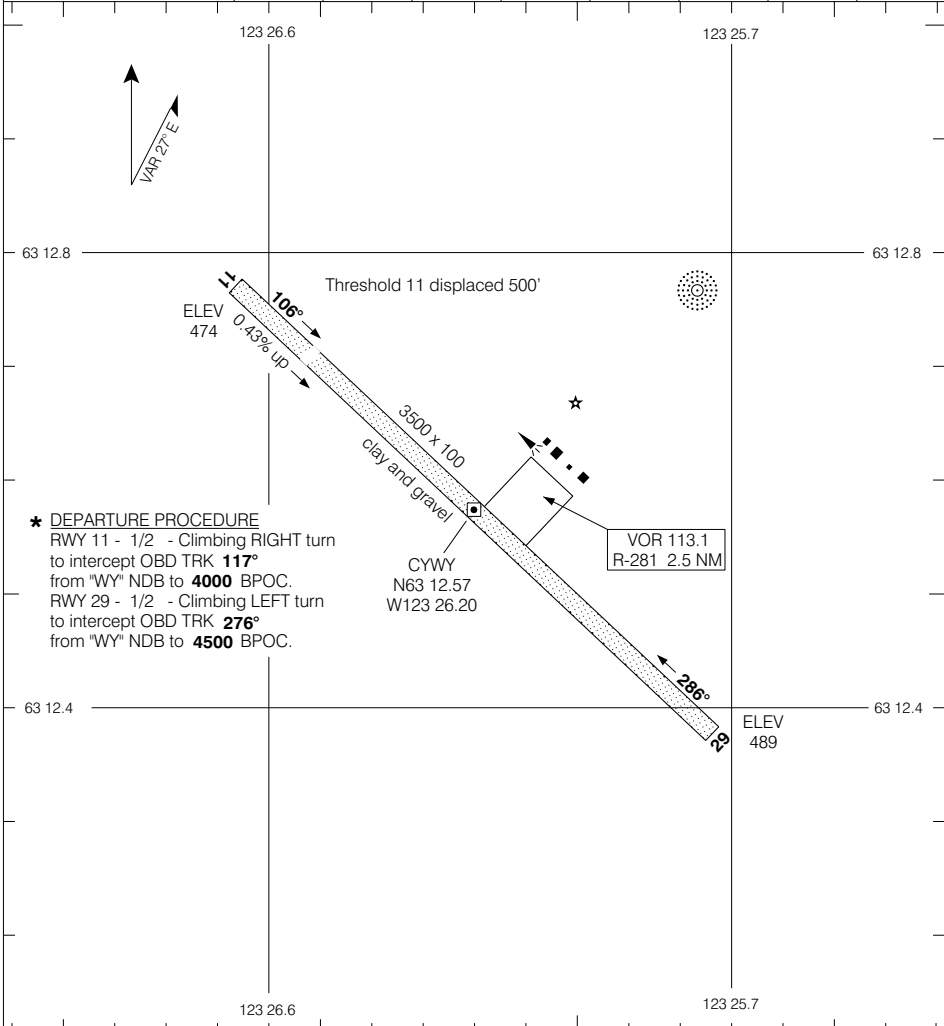 123 26.6
123 25.7
VAR 27° E
63 12.8
63 12.8
11
Threshold 11 displaced 500'
106°
ELEV
474
0.43% up
3500 x 100
clay and gravel
* DEPARTURE PROCEDURE
RWY 11 - 1/2 - Climbing RIGHT turn
to intercept OBD TRK 117°
from "WY" NDB to 4000 BPOC.
RWY 29 - 1/2 - Climbing LEFT turn
to intercept OBD TRK 276°
from "WY" NDB to 4500 BPOC.
VOR 113.1
R-281 2.5 NM
CYWY
N63 12.57
W123 26.20
286°
63 12.4
63 12.4
ELEV
489
29
123 26.6
123 25.7